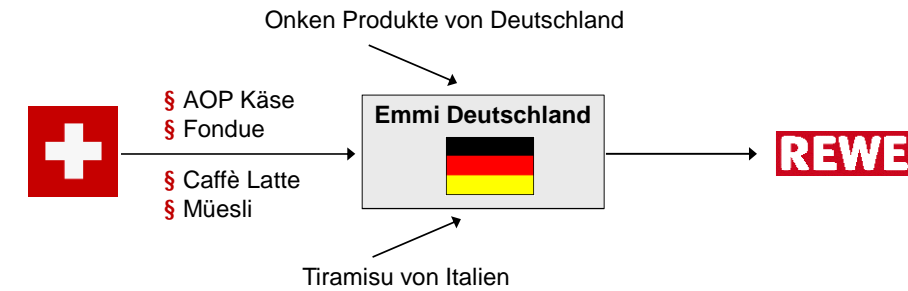 Onken Produkte von Deutschland
§ AOP Käse
§ Fondue
§ Caffè Latte
§ Müesli
Emmi Deutschland
REWE
Tiramisu von Italien